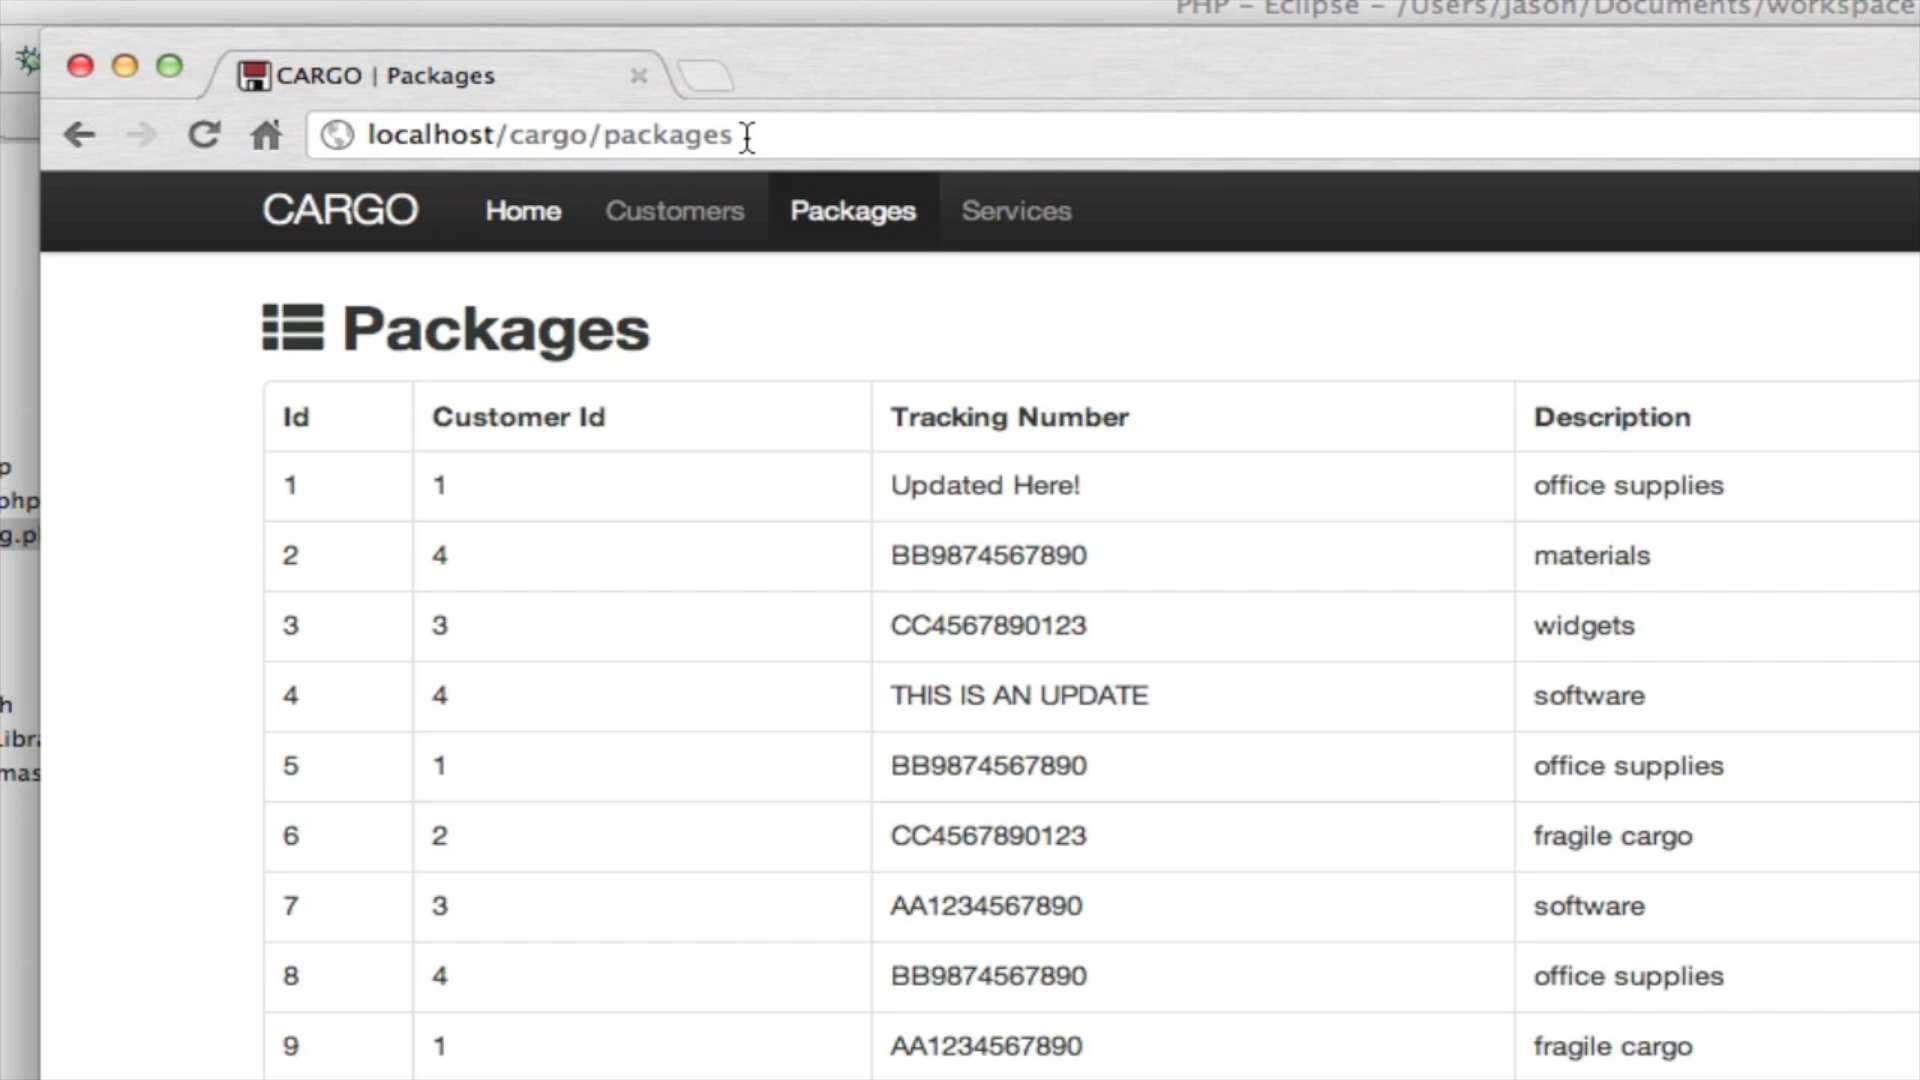 PHP – Eclipse – /Users/Jason/Documents/workspace
CARGO | Packages
localhost/cargo/packages
CARGO Home Customers Packages Services
Packages
Id Customer Id Tracking Number Description
1 1 Updated Here! office supplies
2 4 BB9874567890 materials
3 3 CC4567890123 widgets
4 4 THIS IS AN UPDATE software
5 1 BB9874567890 office supplies
6 2 CC4567890123 fragile cargo
7 3 AA1234567890 software
8 4 BB9874567890 office supplies
9 1 AA1234567890 fragile cargo